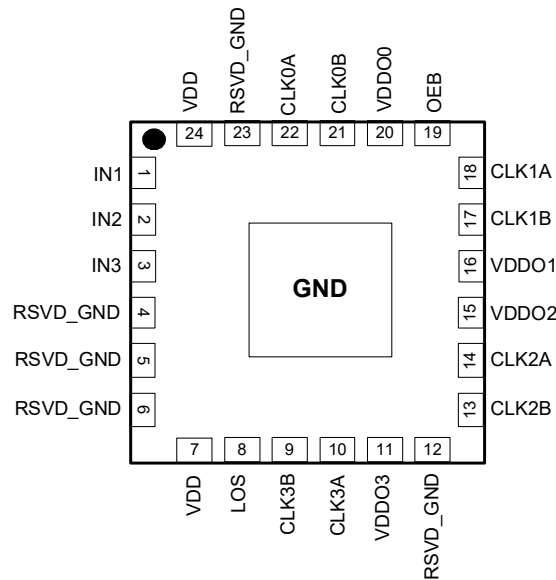 VDD
RSVD_GND
CLK0A
CLK0B
VDDO0
OEB
24
23
22
21
20
19
IN1
1
18
CLK1A
IN2
2
17
CLK1B
IN3
3
16
VDDO1
GND
RSVD_GND
4
15
VDDO2
RSVD_GND
5
14
CLK2A
RSVD_GND
6
13
CLK2B
7
8
9
10
11
12
VDD
LOS
CLK3B
CLK3A
VDDO3
RSVD_GND